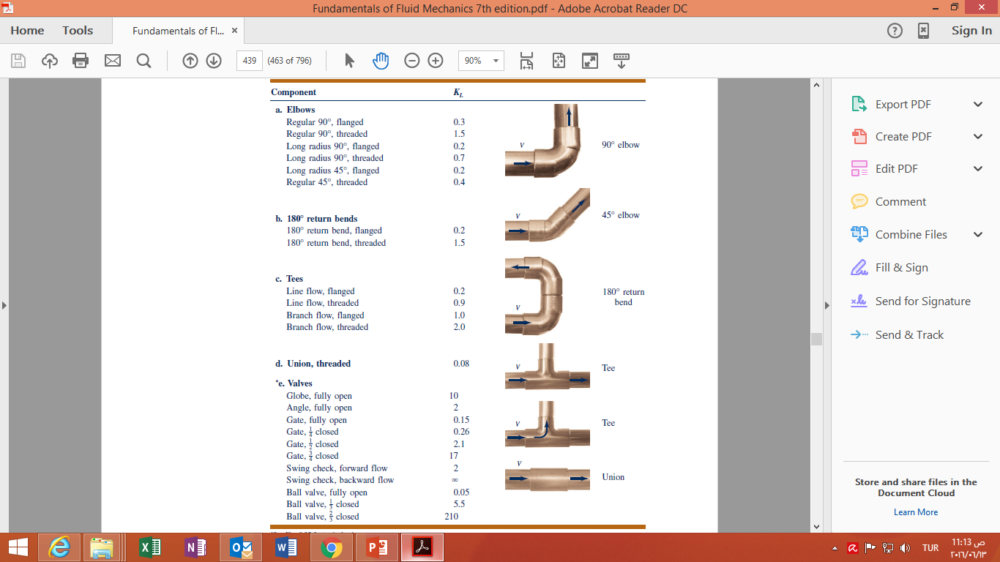 Fundamentals of Fluid Mechanics 7th edition.pdf - Adobe Acrobat Reader DC
Home Tools Fundamentals of Fl... × ? Sign In
439 (463 of 796) 90%
Component K_L
a. Elbows
Regular 90°, flanged 0.3
Regular 90°, threaded 1.5
Long radius 90°, flanged 0.2
Long radius 90°, threaded 0.7
Long radius 45°, flanged 0.2
Regular 45°, threaded 0.4
V 90° elbow
b. 180° return bends
180° return bend, flanged 0.2
180° return bend, threaded 1.5
V 45° elbow
c. Tees
Line flow, flanged 0.2
Line flow, threaded 0.9
Branch flow, flanged 1.0
Branch flow, threaded 2.0
V 180° return
bend
d. Union, threaded 0.08
V Tee
*e. Valves
Globe, fully open 10
Angle, fully open 2
Gate, fully open 0.15
Gate, 1/4 closed 0.26
Gate, 1/2 closed 2.1
Gate, 3/4 closed 17
Swing check, forward flow 2
Swing check, backward flow ∞
Ball valve, fully open 0.05
Ball valve, 1/3 closed 5.5
Ball valve, 2/3 closed 210
V Tee
V Union
Export PDF
Create PDF
Edit PDF
Comment
Combine Files
Fill & Sign
Send for Signature
Send & Track
Store and share files in the
Document Cloud
Learn More
TUR
11:13 ص
٢٠١٦/٠٦/١٣